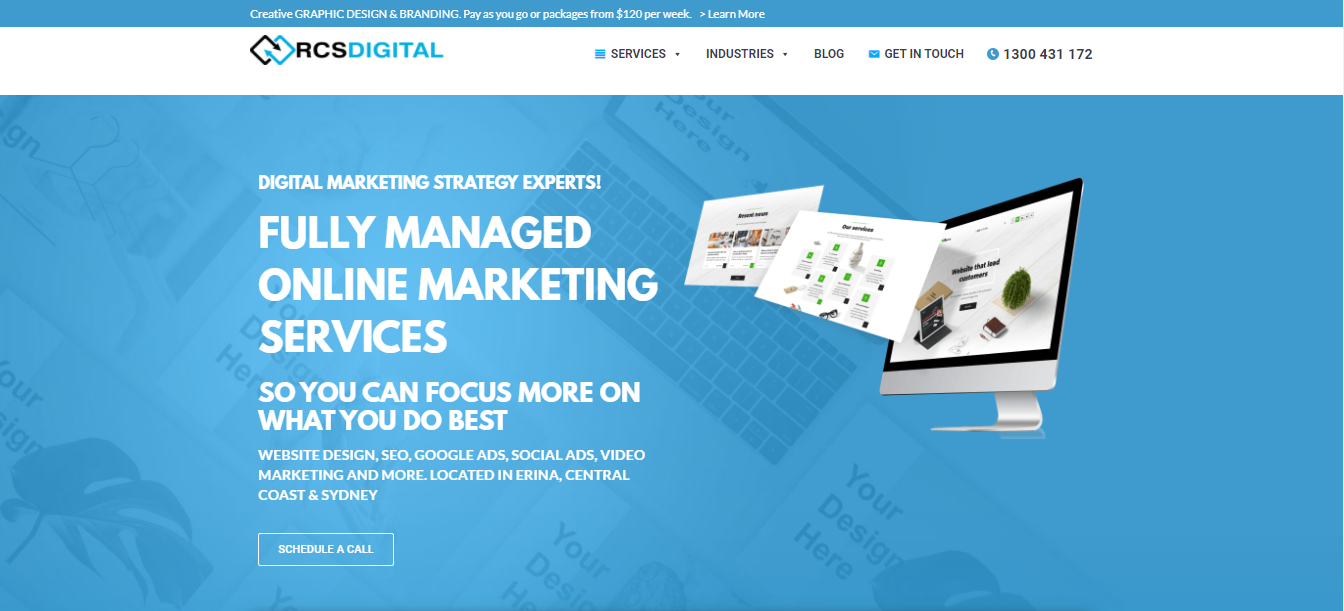 Creative GRAPHIC DESIGN & BRANDING. Pay as you go or packages from $120 per week. > Learn More
RCSDIGITAL
SERVICES
INDUSTRIES
BLOG
GET IN TOUCH
1300 431 172
DIGITAL MARKETING STRATEGY EXPERTS!
FULLY MANAGED
ONLINE MARKETING
SERVICES
SO YOU CAN FOCUS MORE ON
WHAT YOU DO BEST
WEBSITE DESIGN, SEO, GOOGLE ADS, SOCIAL ADS, VIDEO
MARKETING AND MORE. LOCATED IN ERINA, CENTRAL
COAST & SYDNEY
SCHEDULE A CALL
Recent news
Our services
Website that lead
customers
Your
Design
Here
Your
Design
Here
Your
Design
Here
Your
Design